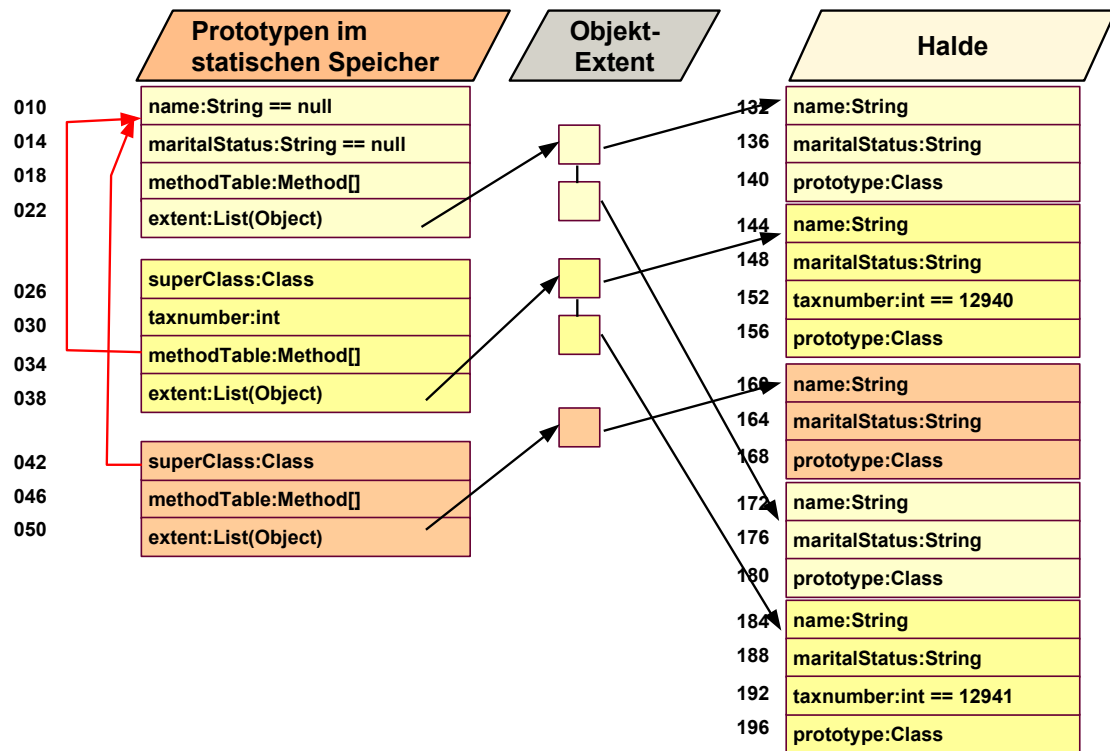 Prototypen im
statischen Speicher
Objekt-
Extent
Halde
010 name:String == null
014 maritalStatus:String == null
018 methodTable:Method[]
022 extent:List(Object)
026 superClass:Class
030 taxnumber:int
034 methodTable:Method[]
038 extent:List(Object)
042 superClass:Class
046 methodTable:Method[]
050 extent:List(Object)
132 name:String
136 maritalStatus:String
140 prototype:Class
144 name:String
148 maritalStatus:String
152 taxnumber:int == 12940
156 prototype:Class
160 name:String
164 maritalStatus:String
168 prototype:Class
172 name:String
176 maritalStatus:String
180 prototype:Class
184 name:String
188 maritalStatus:String
192 taxnumber:int == 12941
196 prototype:Class